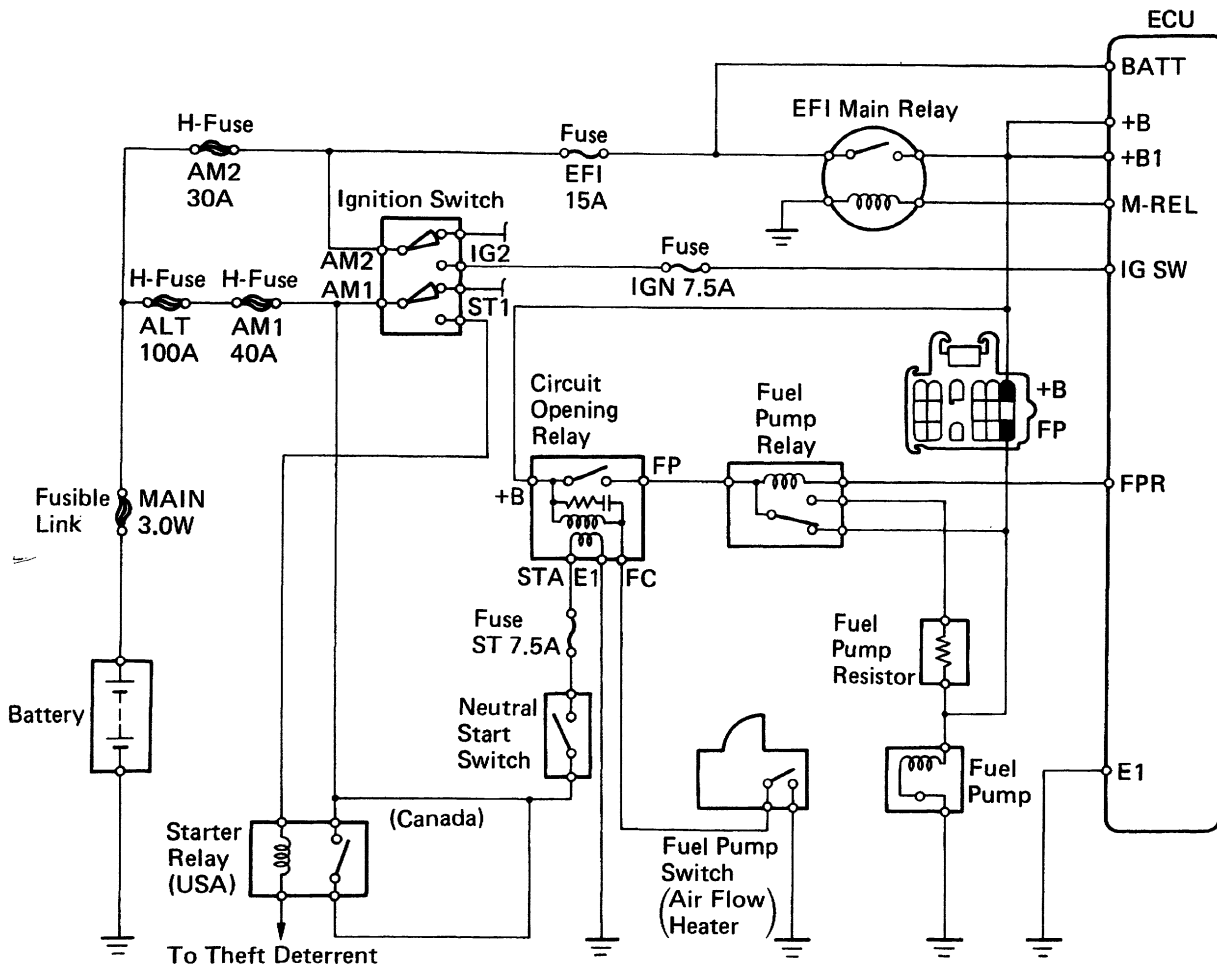 ECU
BATT
EFI Main Relay
+B
+B1
M-REL
IG SW
H-Fuse
AM2
30A
Fuse
EFI
15A
Ignition Switch
AM2
IG2
AM1
ST1
Fuse
IGN 7.5A
H-Fuse
H-Fuse
ALT
100A
AM1
40A
+B
FP
Circuit
Opening
Relay
Fuel
Pump
Relay
FP
+B
FPR
Fusible
Link
MAIN
3.0W
STA
E1
FC
Fuse
ST 7.5A
Fuel
Pump
Resistor
Battery
Neutral
Start
Switch
Fuel
Pump
E1
(Canada)
Starter
Relay
(USA)
Fuel Pump
Switch
(Air Flow
Heater)
To Theft Deterrent